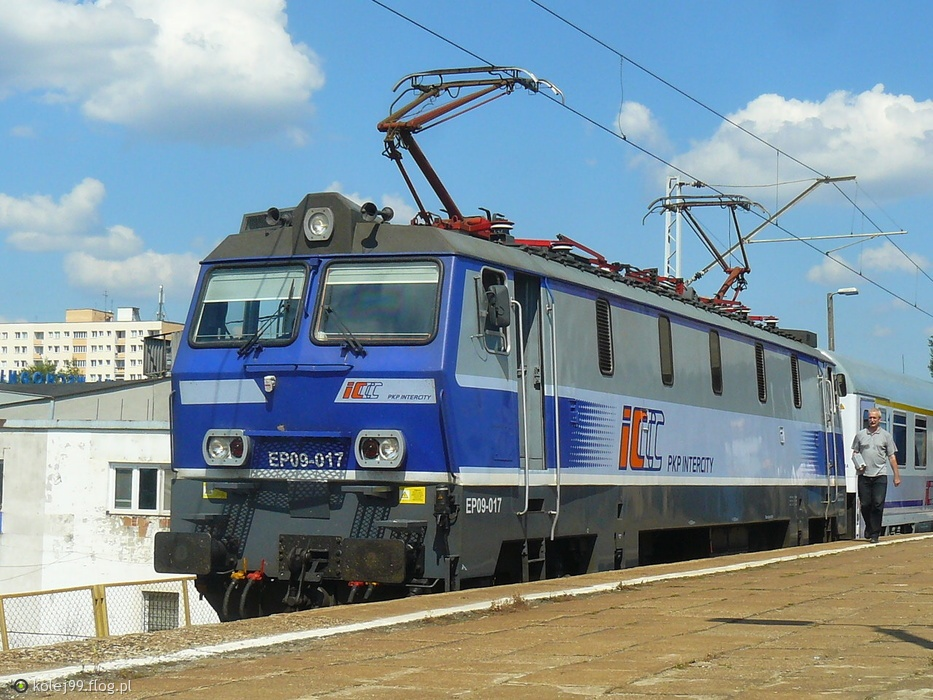 IC PKP INTERCITY
EP09-017
IC PKP INTERCITY
EP09-017
kolej99.flog.pl